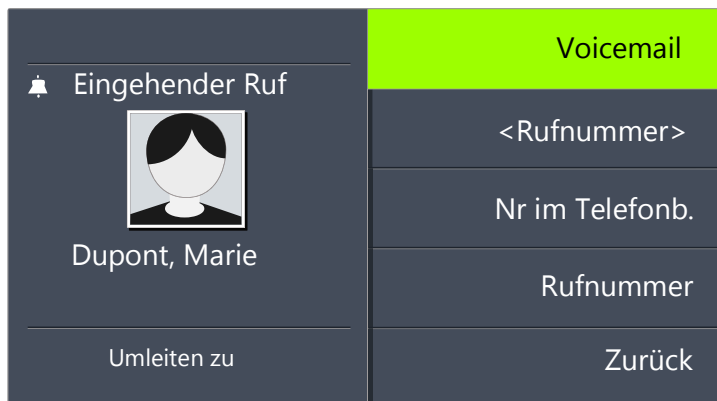 Eingehender Ruf
Dupont, Marie
Umleiten zu
Voicemail
<Rufnummer>
Nr im Telefonb.
Rufnummer
Zurück